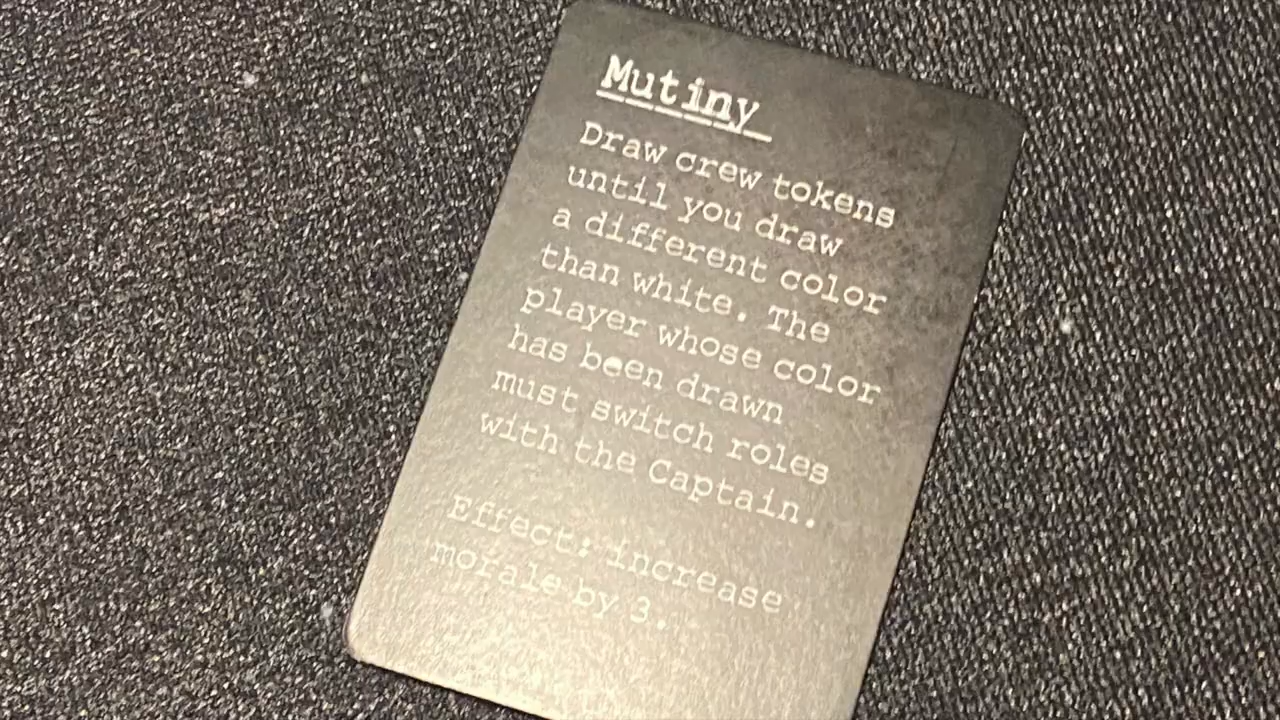 Mutiny
Draw crew tokens
until you draw
a different color
than white. The
player whose color
has been drawn
must switch roles
with the Captain.
Effect: increase
morale by 3.